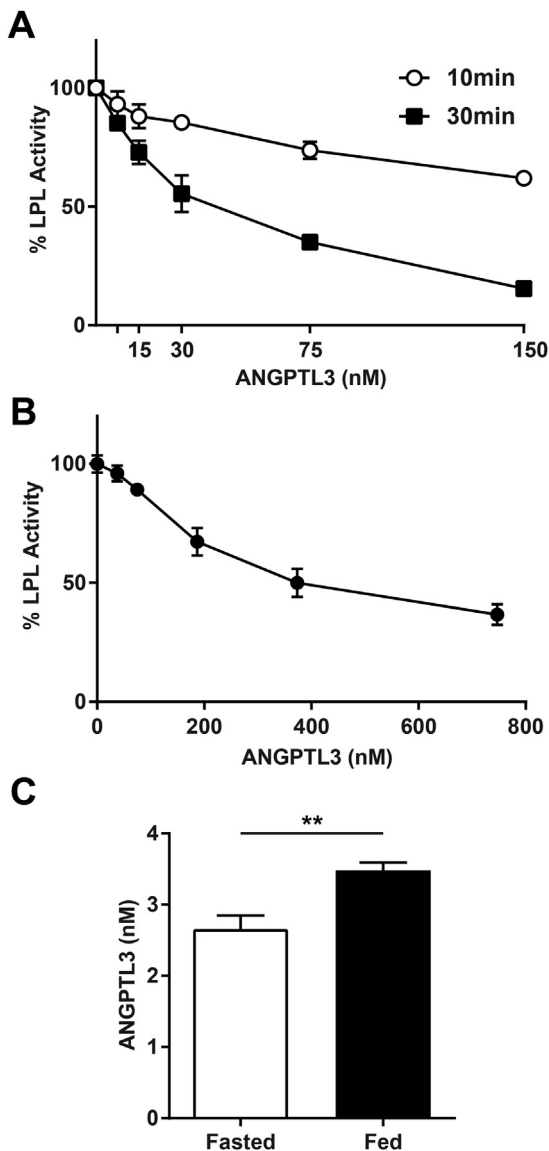 A
100
50
0
% LPL Activity
10min
30min
15 30 75 150
ANGPTL3 (nM)
B
100
50
0
% LPL Activity
0 200 400 600 800
ANGPTL3 (nM)
C
**
4
3
2
1
0
ANGPTL3 (nM)
Fasted Fed